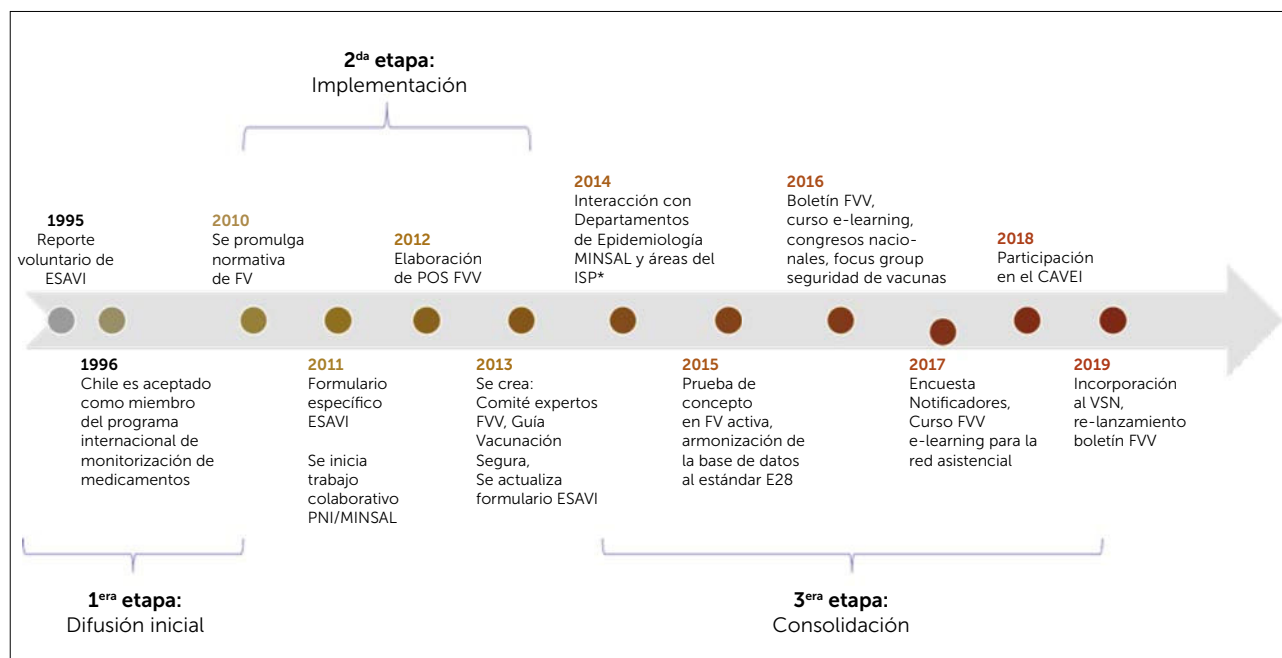 2da etapa:
Implementación
1995
Reporte
voluntario de
ESAVI
2010
Se promulga
normativa
de FV
2012
Elaboración
de POS FVV
2014
Interacción con
Departamentos
de Epidemiología
MINSAL y áreas del
ISP*
2016
Boletín FVV,
curso e-learning,
congresos nacio-
nales, focus group
seguridad de vacunas
2018
Participación
en el CAVEI
1996
Chile es aceptado
como miembro
del programa
internacional de
monitorización de
medicamentos
2011
Formulario
específico
ESAVI
Se inicia
trabajo
colaborativo
PNI/MINSAL
2013
Se crea:
Comité expertos
FVV, Guía
Vacunación
Segura,
Se actualiza
formulario ESAVI
2015
Prueba de
concepto
en FV activa,
armonización de
la base de datos
al estándar E28
2017
Encuesta
Notificadores,
Curso FVV
e-learning para la
red asistencial
2019
Incorporación
al VSN,
re-lanzamiento
boletín FVV
1era etapa:
Difusión inicial
3era etapa:
Consolidación